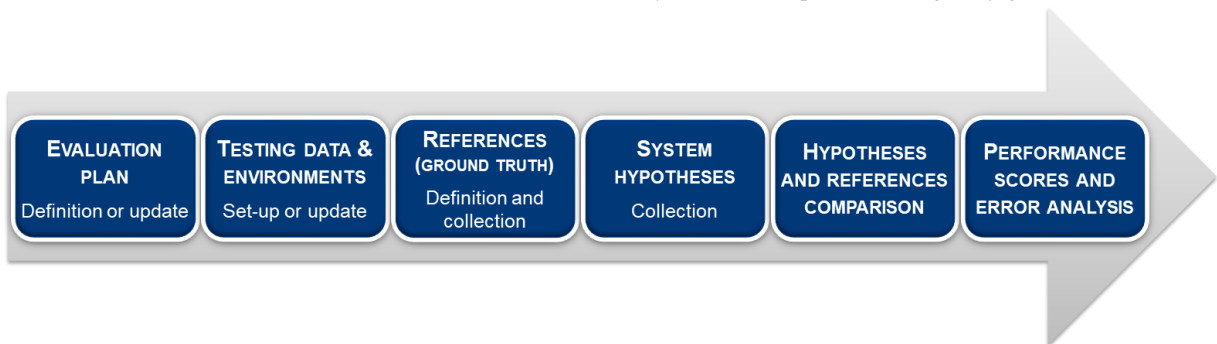 EVALUATION
PLAN
Definition or update
TESTING DATA &
ENVIRONMENTS
Set-up or update
REFERENCES
(GROUND TRUTH)
Definition and
collection
SYSTEM
HYPOTHESES
Collection
HYPOTHESES
AND REFERENCES
COMPARISON
PERFORMANCE
SCORES AND
ERROR ANALYSIS